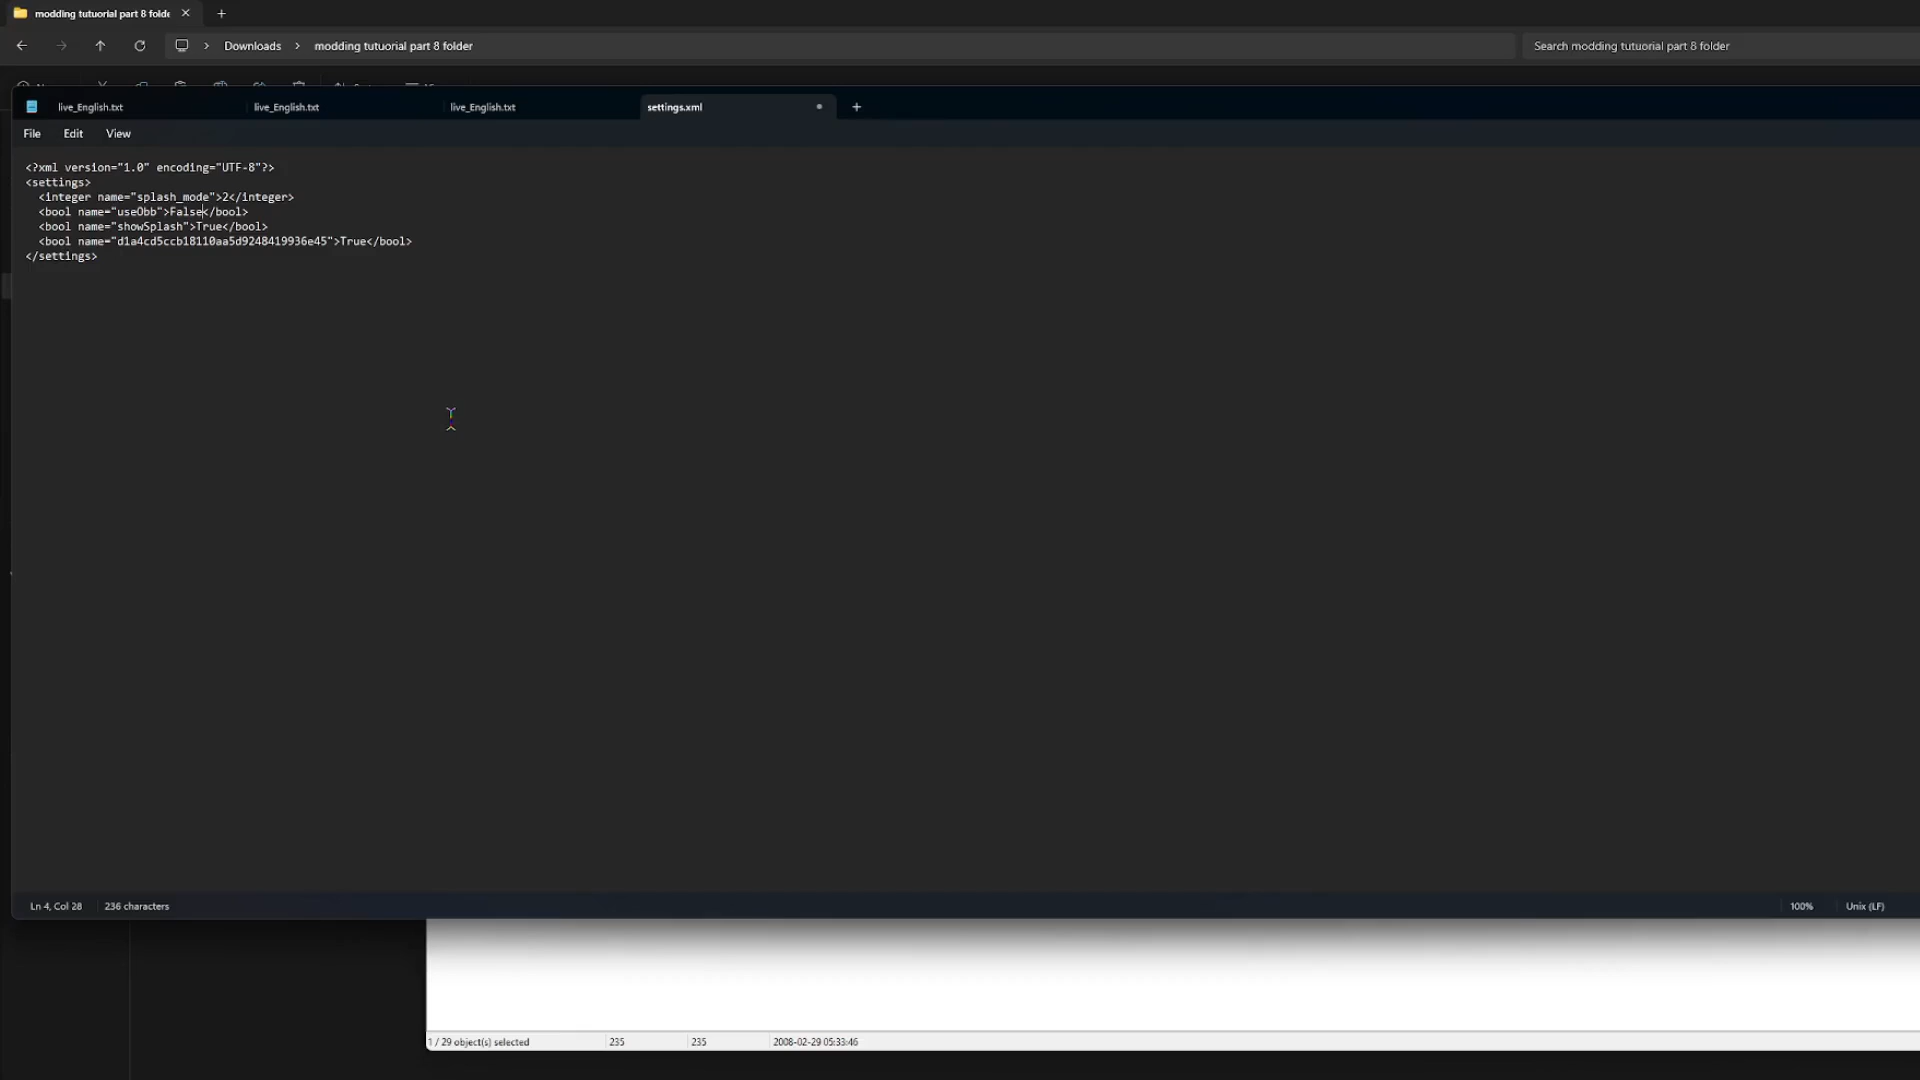 modding tutuorial part 8 folde
Downloads
modding tutuorial part 8 folder
Search modding tutuorial part 8 folder
live_English.txt
live_English.txt
live_English.txt
settings.xml
File
Edit
View
<?xml version="1.0" encoding="UTF-8"?>
<settings>
<integer name="splash_mode">2</integer>
<bool name="useObb">False</bool>
<bool name="showSplash">True</bool>
<bool name="d1a4cd5ccb18110aa5d9248419936e45">True</bool>
</settings>
Ln 4, Col 28
236 characters
100%
Unix (LF)
1 / 29 object(s) selected
235
235
2008-02-29 05:33:46